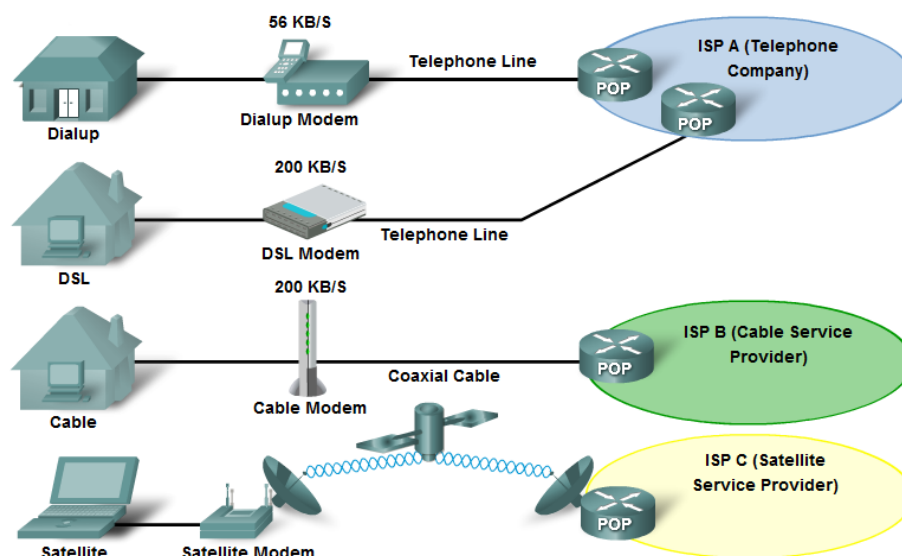 56 KB/S
Telephone Line
ISP A (Telephone
Company)
POP
POP
Dialup
Dialup Modem
200 KB/S
DSL
DSL Modem
Telephone Line
200 KB/S
ISP B (Cable Service
Provider)
POP
Coaxial Cable
Cable
Cable Modem
ISP C (Satellite
Service Provider)
POP
Satellite
Satellite Modem